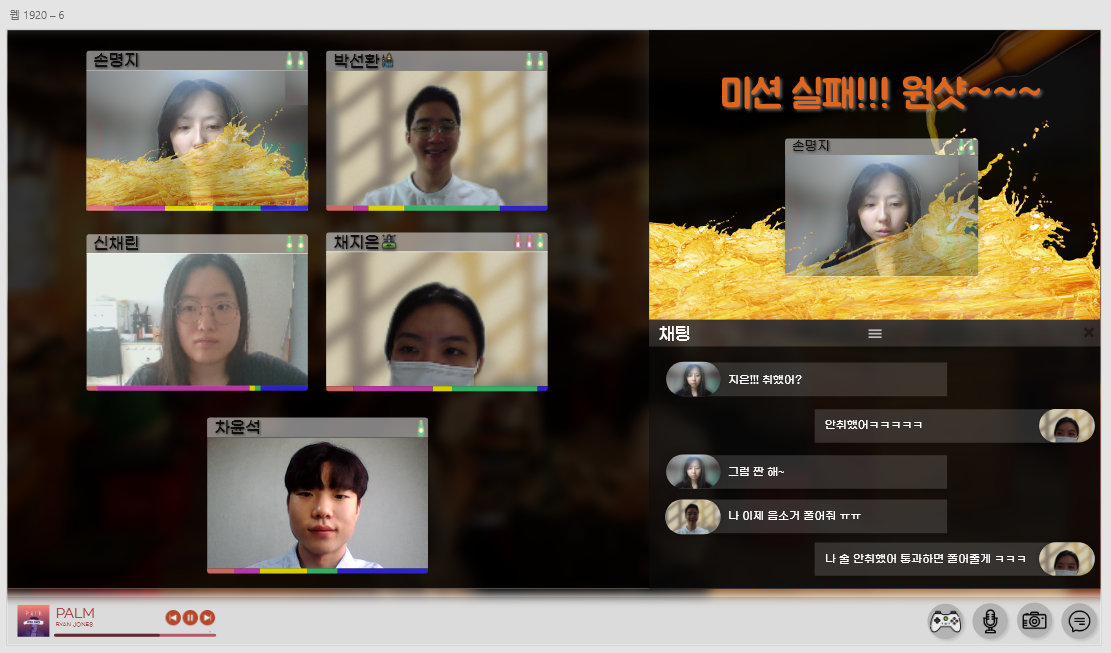 웹 1920 – 6
손명지
박선환
신채린
채지은
차윤석
미션 실패!!! 원샷~~~
손명지
채팅
지은!!! 취했어?
안취했어ㅋㅋㅋㅋㅋ
그럼 짠 해~
나 이제 음소거 풀어줘 ㅠㅠ
나 술 안취했어 통과하면 풀어줄게 ㅋㅋㅋ
PALM
RYAN JONES